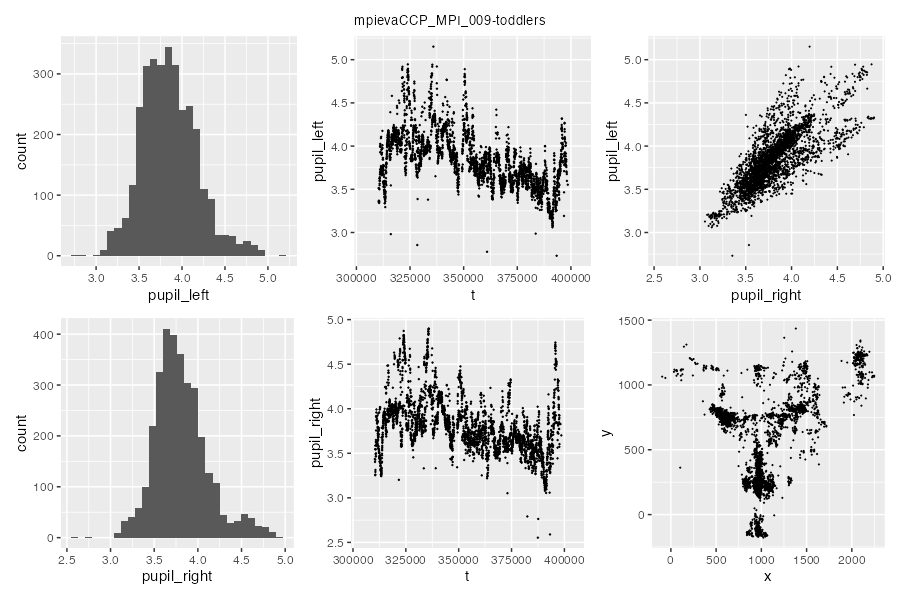 mpievaCCP_MPI_009-toddlers
count
300
200
100
0
3.0 3.5 4.0 4.5 5.0
pupil_left
pupil_left
5.0
4.5
4.0
3.5
3.0
300000 325000 350000 375000 400000
t
pupil_left
5.0
4.5
4.0
3.5
3.0
2.5 3.0 3.5 4.0 4.5 5.0
pupil_right
count
400
300
200
100
0
2.5 3.0 3.5 4.0 4.5 5.0
pupil_right
pupil_right
5.0
4.5
4.0
3.5
3.0
2.5
300000 325000 350000 375000 400000
t
y
1500
1000
500
0
0 500 1000 1500 2000
x